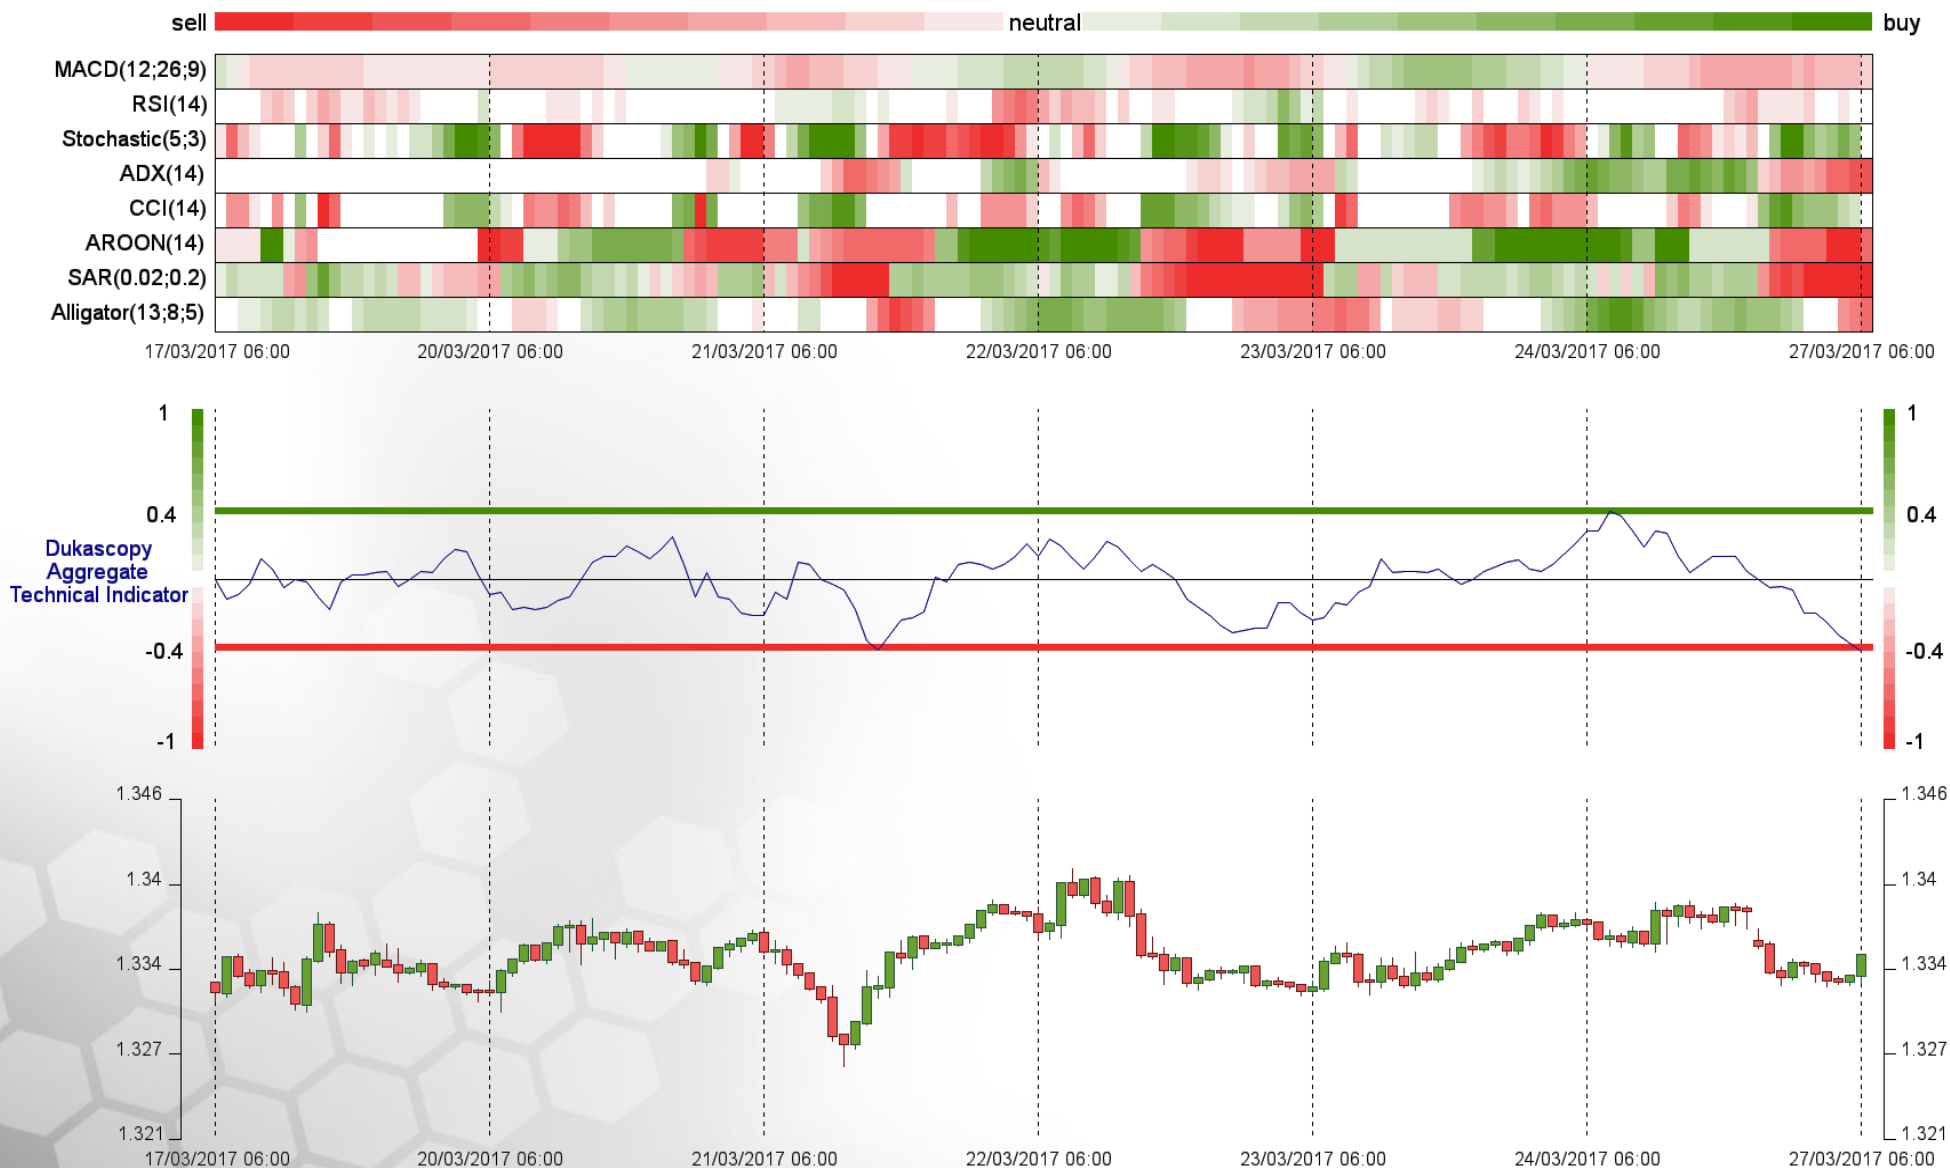 sell neutral buy
MACD(12;26;9)
RSI(14)
Stochastic(5;3)
ADX(14)
CCI(14)
AROON(14)
SAR(0.02;0.2)
Alligator(13;8;5)
17/03/2017 06:00 20/03/2017 06:00 21/03/2017 06:00 22/03/2017 06:00 23/03/2017 06:00 24/03/2017 06:00 27/03/2017 06:00
1 1
0.4 0.4
Dukascopy
Aggregate
Technical Indicator
-0.4 -0.4
-1 -1
1.346 1.346
1.34 1.34
1.334 1.334
1.327 1.327
1.321 1.321
17/03/2017 06:00 20/03/2017 06:00 21/03/2017 06:00 22/03/2017 06:00 23/03/2017 06:00 24/03/2017 06:00 27/03/2017 06:00